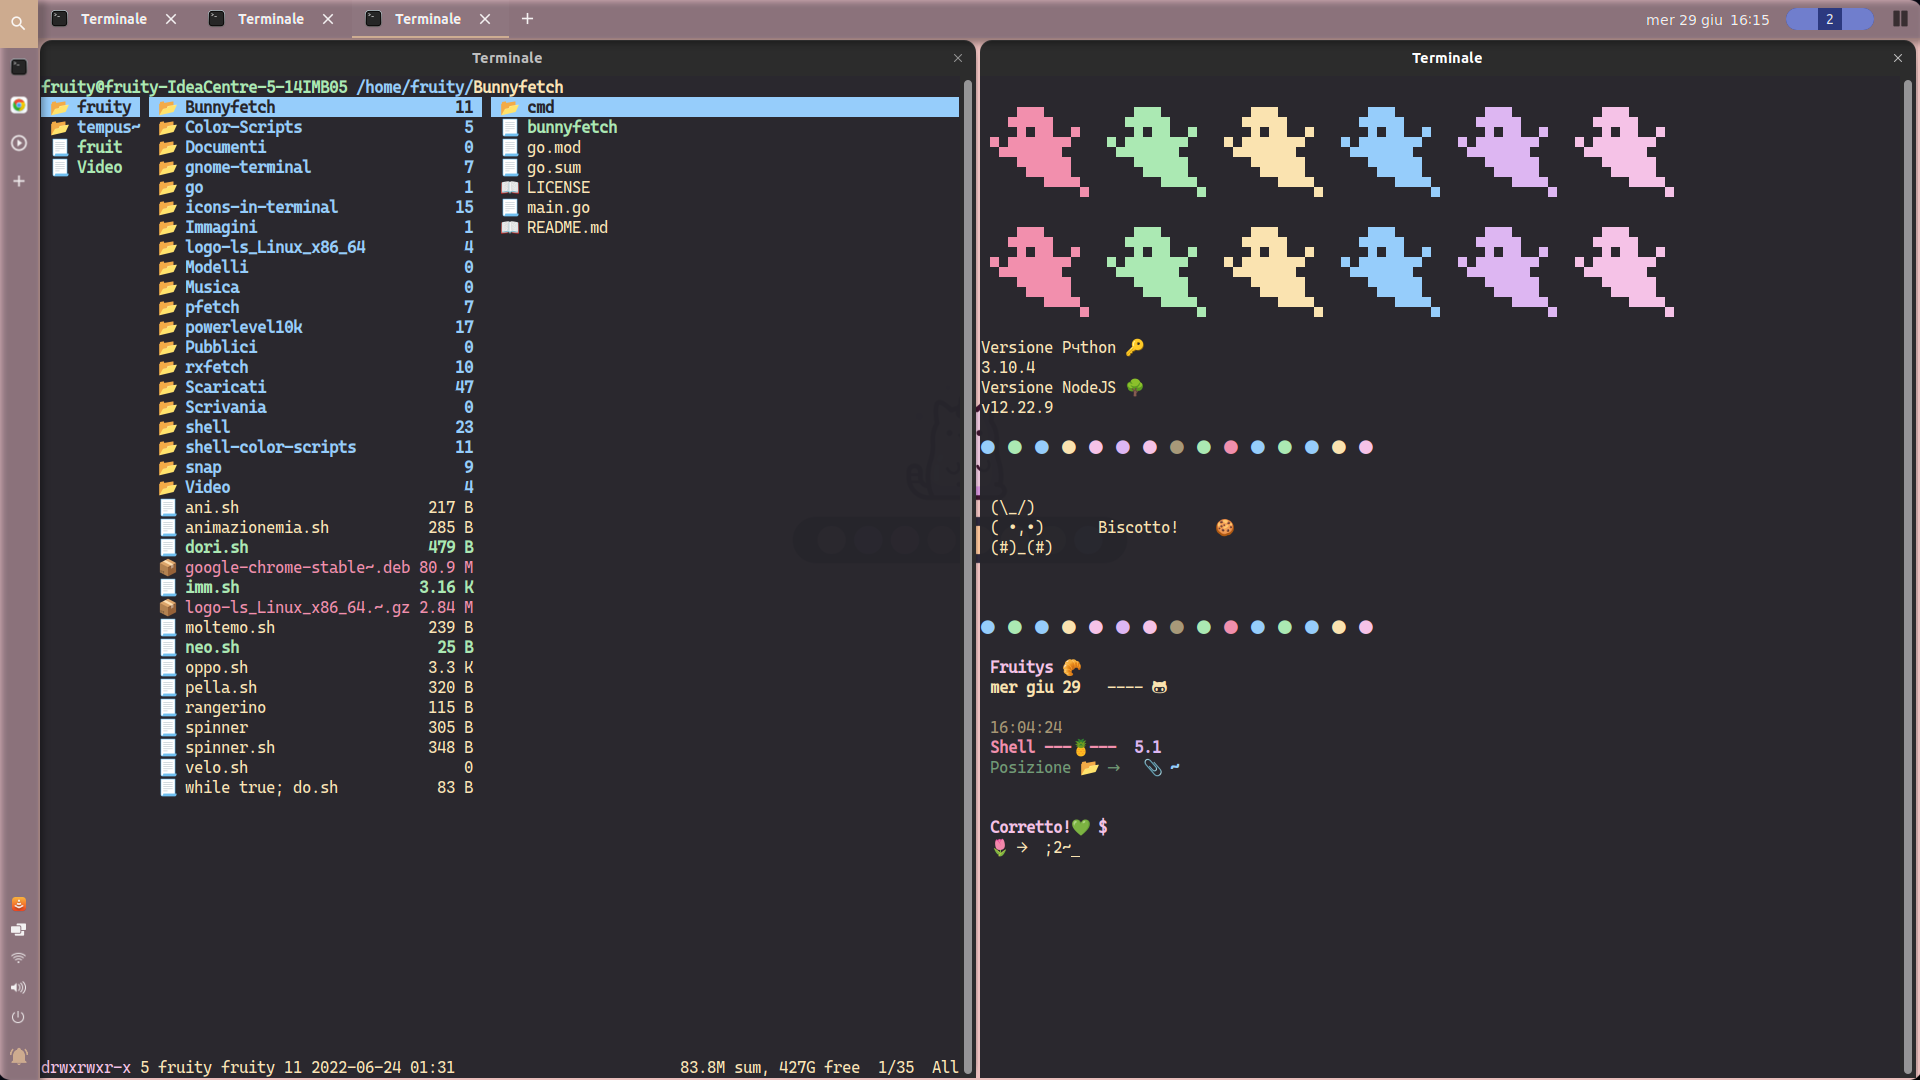 Terminale
Terminale
Terminale
mer 29 giu 16:15
2
Terminale
fruity@fruity-IdeaCentre-5-14IMB05 /home/fruity/Bunnyfetch
fruity
tempus~
fruit
Video
Bunnyfetch 11
Color-Scripts 5
Documenti 0
gnome-terminal 7
go 1
icons-in-terminal 15
Immagini 1
logo-ls_Linux_x86_64 4
Modelli 0
Musica 0
pfetch 7
powerlevel10k 17
Pubblici 0
rxfetch 10
Scaricati 47
Scrivania 0
shell 23
shell-color-scripts 11
snap 9
Video 4
ani.sh 217 B
animazionemia.sh 285 B
dori.sh 479 B
google-chrome-stable~.deb 80.9 M
imm.sh 3.16 K
logo-ls_Linux_x86_64.~.gz 2.84 M
moltemo.sh 239 B
neo.sh 25 B
oppo.sh 3.3 K
pella.sh 320 B
rangerino 115 B
spinner 305 B
spinner.sh 348 B
velo.sh 0
while true; do.sh 83 B
cmd
bunnyfetch
go.mod
go.sum
LICENSE
main.go
README.md
drwxrwxr-x 5 fruity fruity 11 2022-06-24 01:31 83.8M sum, 427G free 1/35 All
Terminale
Versione Pчthon 🔑
3.10.4
Versione NodeJS 🌳
v12.22.9
(\_/)
( •,•) Biscotto! 🍪
(#)_(#)
Fruitys 🥐
mer giu 29 ----
16:04:24
Shell ---🍍--- 5.1
Posizione 📂 → 📎 ~
Corretto!💚 $
🌷 → ;2~_